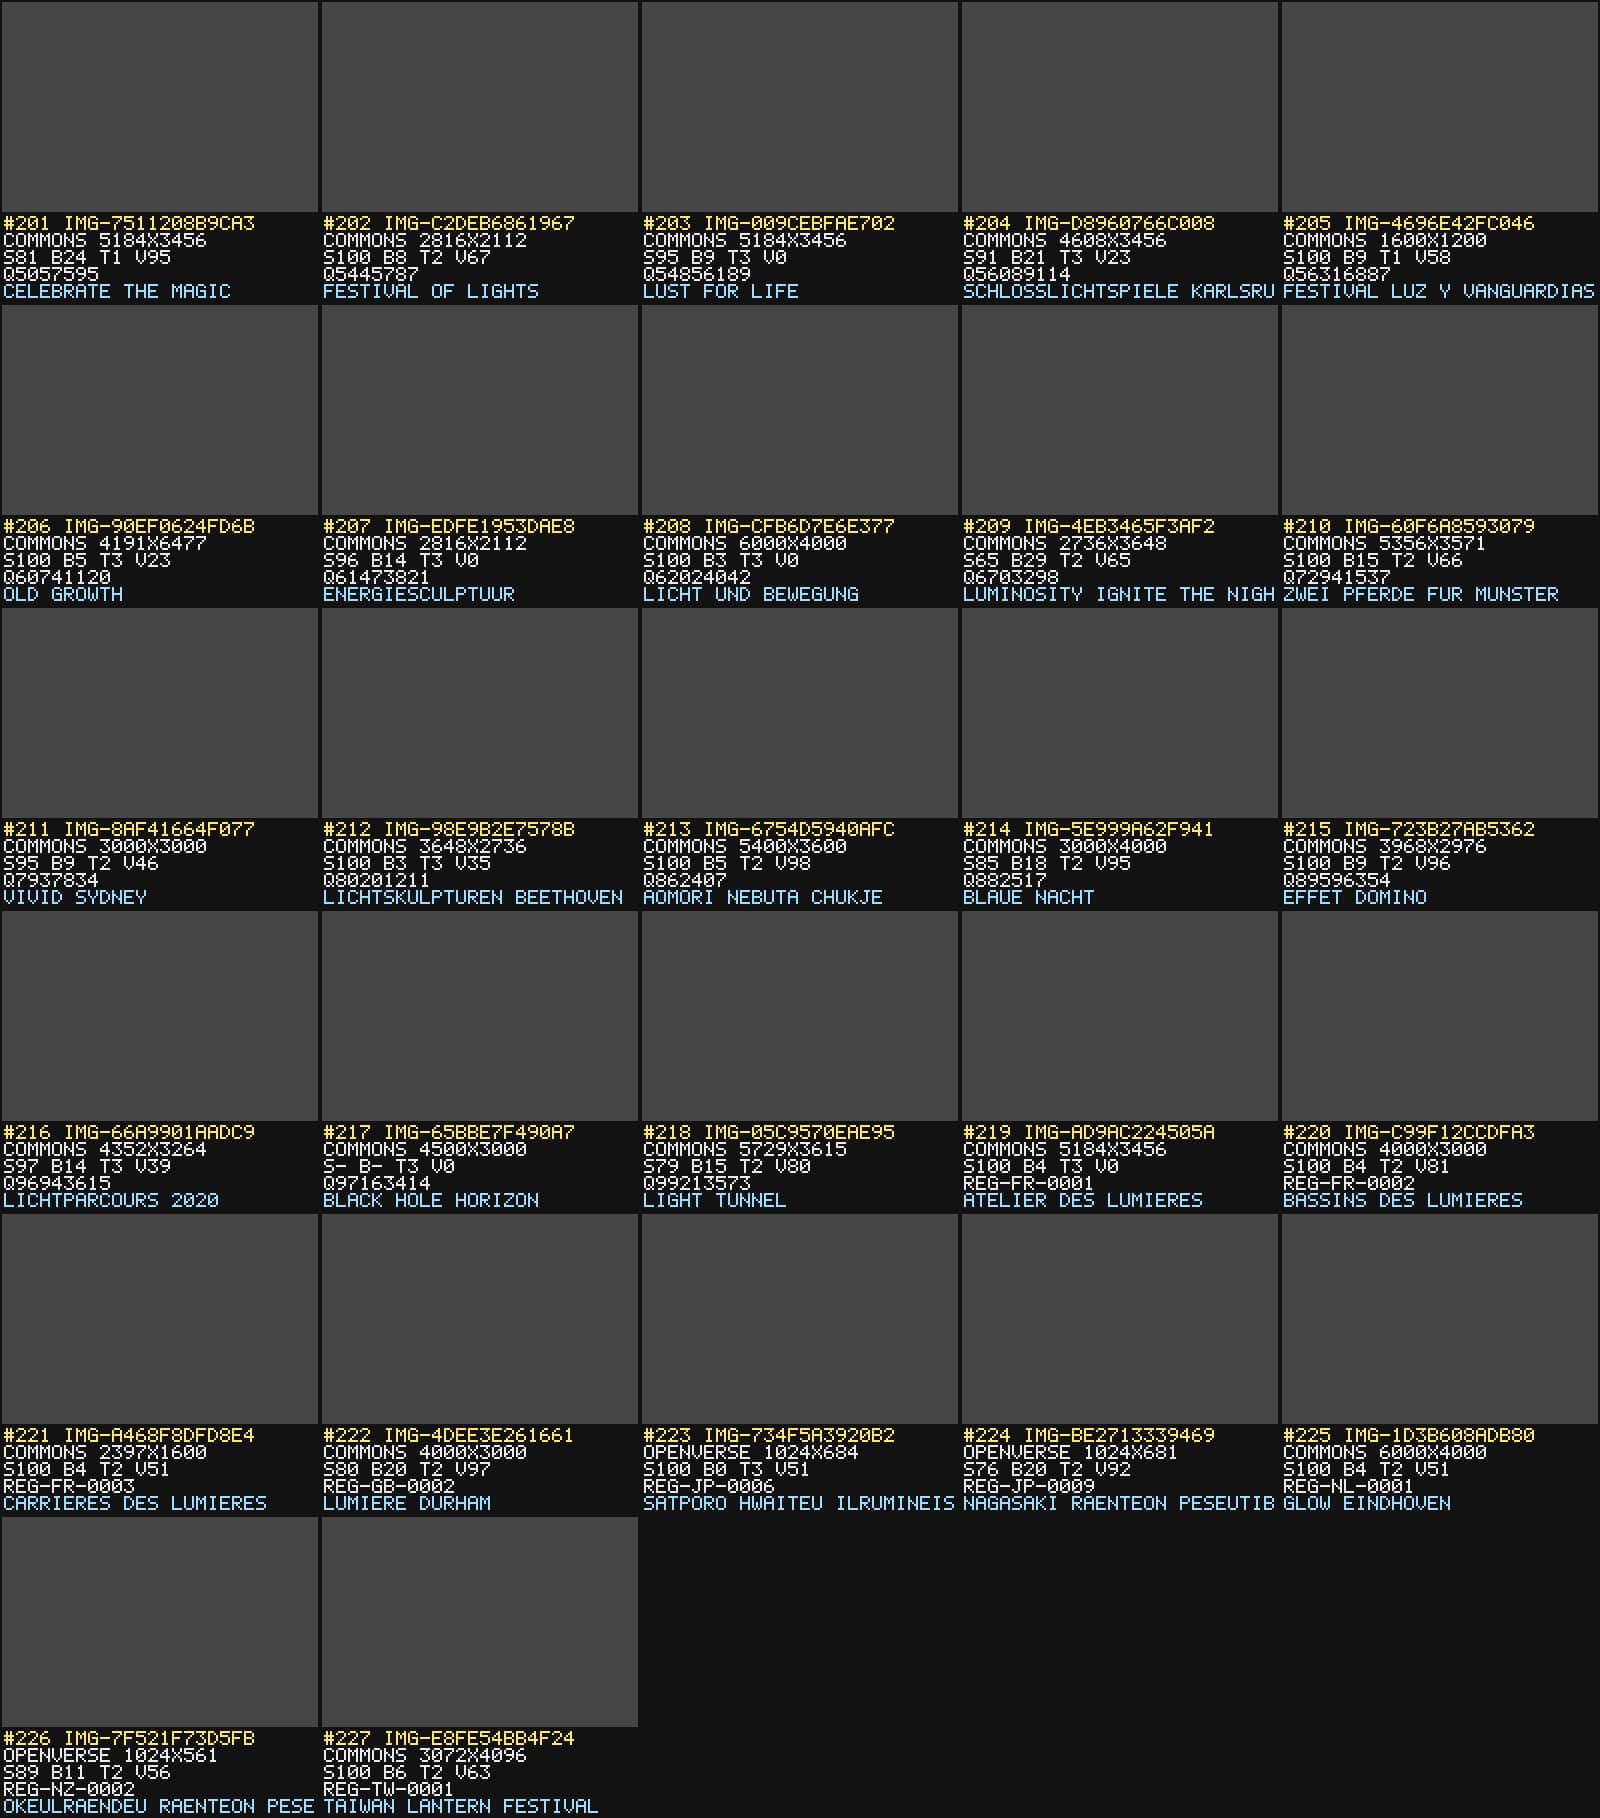 #201 IMG-7511208B9CA3
COMMONS 5184X3456
S81 B24 T1 V95
Q5057595
CELEBRATE THE MAGIC
#202 IMG-C2DEB6861967
COMMONS 2816X2112
S100 B8 T2 V67
Q5445787
FESTIVAL OF LIGHTS
#203 IMG-009CEBFAE702
COMMONS 5184X3456
S95 B9 T3 V0
Q54856189
LUST FOR LIFE
#204 IMG-D8960766C008
COMMONS 4608X3456
S91 B21 T3 V23
Q56089114
SCHLOSSLICHTSPIELE KARLSRU
#205 IMG-4696E42FC046
COMMONS 1600X1200
S100 B9 T1 V58
Q56316887
FESTIVAL LUZ Y VANGUARDIAS
#206 IMG-90EF0624FD6B
COMMONS 4191X6477
S100 B5 T3 V23
Q60741120
OLD GROWTH
#207 IMG-EDFE1953DAE8
COMMONS 2816X2112
S96 B14 T3 V0
Q61473821
ENERGIESCULPTUUR
#208 IMG-CFB6D7E6E377
COMMONS 6000X4000
S100 B3 T3 V0
Q62024042
LICHT UND BEWEGUNG
#209 IMG-4EB3465F3AF2
COMMONS 2736X3648
S65 B29 T2 V65
Q6703298
LUMINOSITY IGNITE THE NIGH
#210 IMG-60F6A8593079
COMMONS 5356X3571
S100 B15 T2 V66
Q72941537
ZWEI PFERDE FUR MUNSTER
#211 IMG-8AF41664F077
COMMONS 3000X3000
S95 B9 T2 V46
Q7937834
VIVID SYDNEY
#212 IMG-98E9B2E7578B
COMMONS 3648X2736
S100 B3 T3 V35
Q80201211
LICHTSKULPTUREN BEETHOVEN
#213 IMG-6754D5940AFC
COMMONS 5400X3600
S100 B5 T2 V98
Q862407
AOMORI NEBUTA CHUKJE
#214 IMG-5E999A62F941
COMMONS 3000X4000
S85 B18 T2 V95
Q882517
BLAUE NACHT
#215 IMG-723B27AB5362
COMMONS 3968X2976
S100 B9 T2 V96
Q89596354
EFFET DOMINO
#216 IMG-66A9901AADC9
COMMONS 4352X3264
S97 B14 T3 V39
Q96943615
LICHTPARCOURS 2020
#217 IMG-65BBE7F490A7
COMMONS 4500X3000
S- B- T3 V0
Q97163414
BLACK HOLE HORIZON
#218 IMG-05C9570EAE95
COMMONS 5729X3615
S79 B15 T2 V80
Q99213573
LIGHT TUNNEL
#219 IMG-AD9AC224505A
COMMONS 5184X3456
S100 B4 T3 V0
REG-FR-0001
ATELIER DES LUMIERES
#220 IMG-C99F12CCDFA3
COMMONS 4000X3000
S100 B4 T2 V81
REG-FR-0002
BASSINS DES LUMIERES
#221 IMG-A468F8DFD8E4
COMMONS 2397X1600
S100 B4 T2 V51
REG-FR-0003
CARRIERES DES LUMIERES
#222 IMG-4DEE3E261661
COMMONS 4000X3000
S80 B20 T2 V97
REG-GB-0002
LUMIERE DURHAM
#223 IMG-734F5A3920B2
OPENVERSE 1024X684
S100 B0 T3 V51
REG-JP-0006
SATPORO HWAITEU ILRUMINEIS
#224 IMG-BE2713339469
OPENVERSE 1024X681
S76 B20 T2 V92
REG-JP-0009
NAGASAKI RAENTEON PESEUTIB
#225 IMG-1D3B608ADB80
COMMONS 6000X4000
S100 B4 T2 V51
REG-NL-0001
GLOW EINDHOVEN
#226 IMG-7F521F73D5FB
OPENVERSE 1024X561
S89 B11 T2 V56
REG-NZ-0002
OKEULRAENDEU RAENTEON PESE
#227 IMG-E8FE54BB4F24
COMMONS 3072X4096
S100 B6 T2 V63
REG-TW-0001
TAIWAN LANTERN FESTIVAL